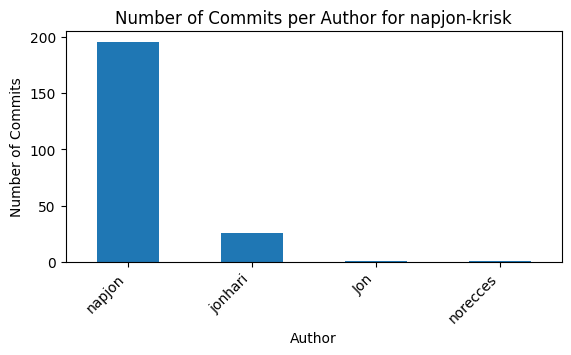 Number of Commits per Author for napjon-krisk
Number of Commits
200
150
100
50
0
napjon
jonhari
Jon
norecces
Author